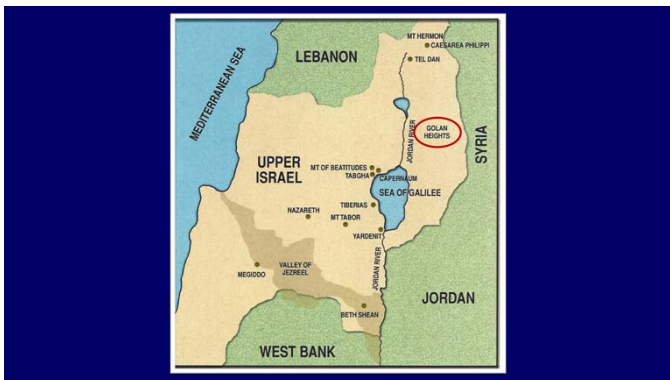 MT HERMON
CAESAREA PHILIPPI
TEL DAN
LEBANON
MEDITERRANEAN SEA
JORDAN RIVER
GOLAN
HEIGHTS
SYRIA
UPPER
ISRAEL
MT OF BEATITUDES
TABGHA
CAPERNAUM
SEA OF GALILEE
TIBERIAS
NAZARETH
MT TABOR
YARDENIT
JORDAN RIVER
VALLEY OF
JEZREEL
MEGIDDO
JORDAN
BETH SHEAN
WEST BANK